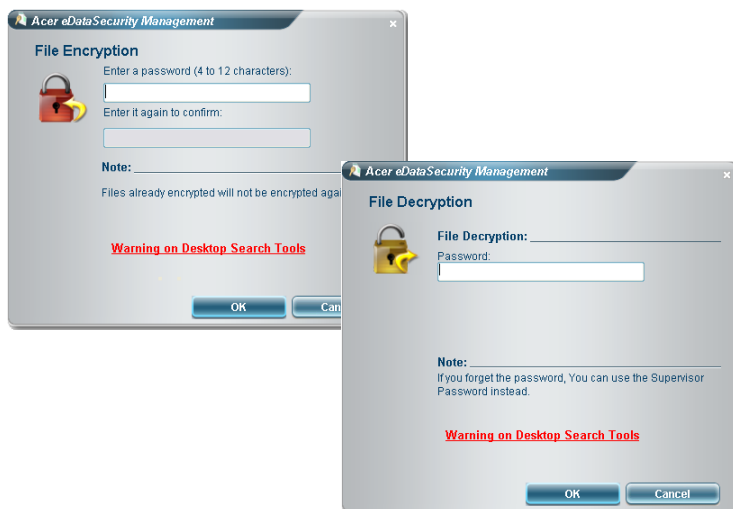 Acer eDataSecurity Management
File Encryption
Enter a password (4 to 12 characters):
Enter it again to confirm:
Note:
Files already encrypted will not be encrypted
Warning on Desktop Search Tools
OK
Acer eDataSecurity Management
File Decryption
File Decryption:
Password:
Note:
If you forget the password, You can use the Supervisor
Password instead.
Warning on Desktop Search Tools
OK
Cancel